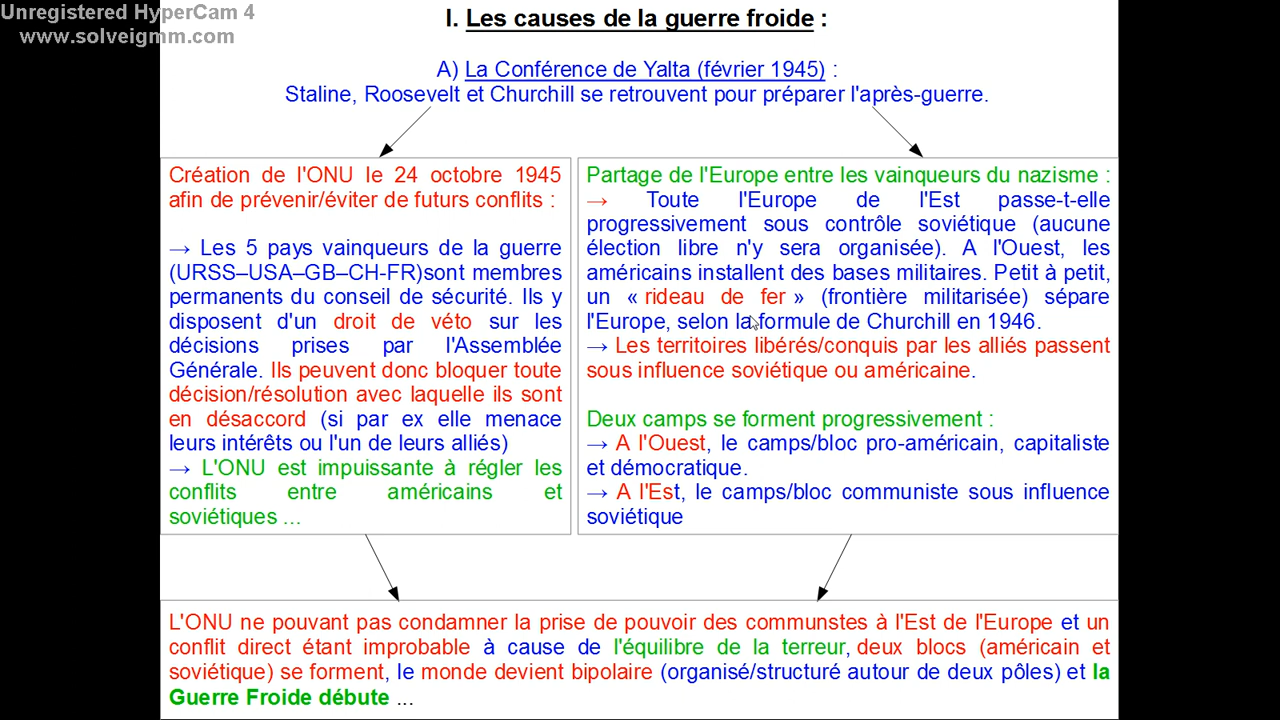 Unregistered HyperCam 4
www.solveigmm.com
I. Les causes de la guerre froide :
A) La Conférence de Yalta (février 1945) :
Staline, Roosevelt et Churchill se retrouvent pour préparer l'après-guerre.
Création de l'ONU le 24 octobre 1945
afin de prévenir/éviter de futurs conflits :
→ Les 5 pays vainqueurs de la guerre
(URSS–USA–GB–CH-FR)sont membres
permanents du conseil de sécurité. Ils y
disposent d'un droit de véto sur les
décisions prises par l'Assemblée
Générale. Ils peuvent donc bloquer toute
décision/résolution avec laquelle ils sont
en désaccord (si par ex elle menace
leurs intérêts ou l'un de leurs alliés)
→ L'ONU est impuissante à régler les
conflits entre américains et
soviétiques ...
Partage de l'Europe entre les vainqueurs du nazisme :
→ Toute l'Europe de l'Est passe-t-elle
progressivement sous contrôle soviétique (aucune
élection libre n'y sera organisée). A l'Ouest, les
américains installent des bases militaires. Petit à petit,
un « rideau de fer » (frontière militarisée) sépare
l'Europe, selon la formule de Churchill en 1946.
→ Les territoires libérés/conquis par les alliés passent
sous influence soviétique ou américaine.
Deux camps se forment progressivement :
→ A l'Ouest, le camps/bloc pro-américain, capitaliste
et démocratique.
→ A l'Est, le camps/bloc communiste sous influence
soviétique
L'ONU ne pouvant pas condamner la prise de pouvoir des communstes à l'Est de l'Europe et un
conflit direct étant improbable à cause de l'équilibre de la terreur, deux blocs (américain et
soviétique) se forment, le monde devient bipolaire (organisé/structuré autour de deux pôles) et la
Guerre Froide débute ...